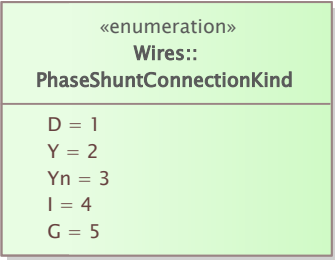 «enumeration»
Wires::
PhaseShuntConnectionKind
D = 1
Y = 2
Yn = 3
I = 4
G = 5